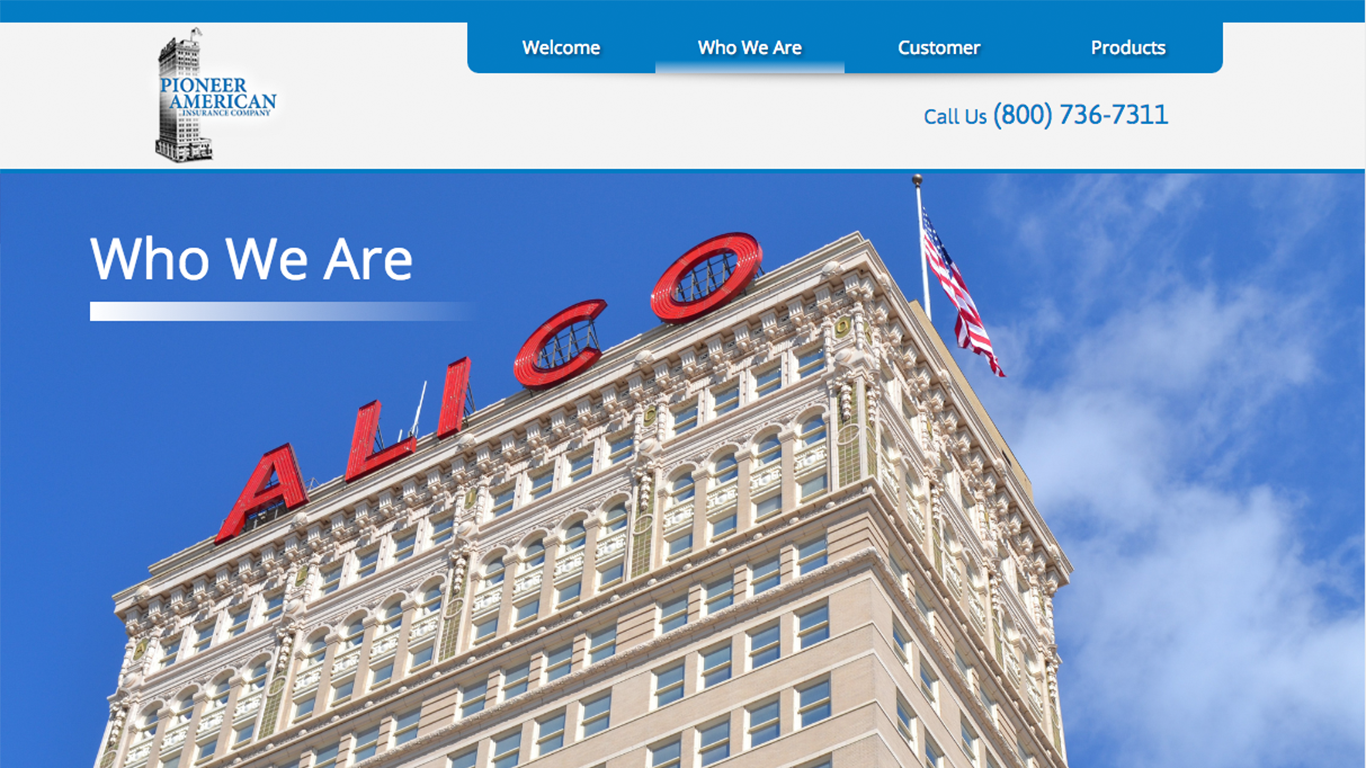 Welcome
Who We Are
Customer
Products
PIONEER
AMERICAN
INSURANCE COMPANY
Call Us (800) 736-7311
Who We Are
ALICO